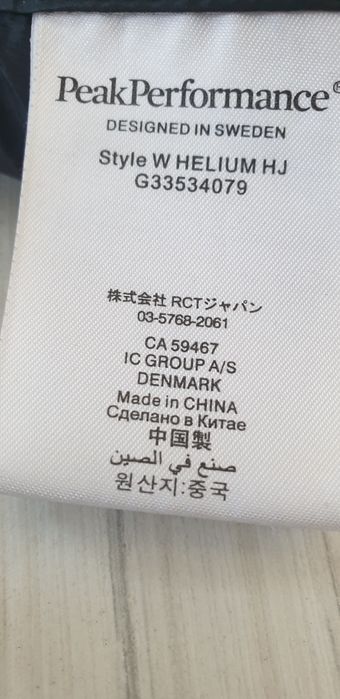 PeakPerformance®
DESIGNED IN SWEDEN
Style W HELIUM HJ
G33534079
株式会社 RCTジャパン
03-5768-2061
CA 59467
IC GROUP A/S
DENMARK
Made in CHINA
Сделано в Китае
中国製
صنع في الصين
원산지:중국